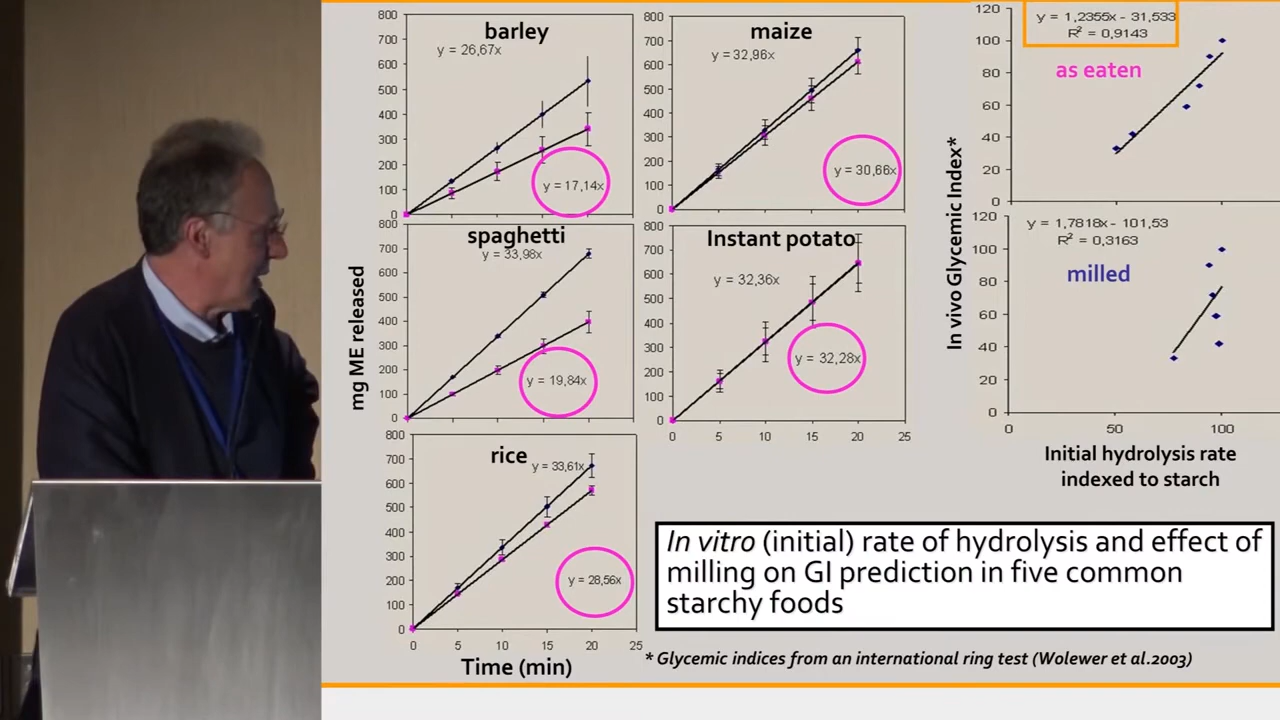 barley
y = 26,67x
800
700
600
500
400
300
200
100
0
y = 17,14x
maize
y = 32,96x
800
700
600
500
400
300
200
100
0
y = 30,66x
spaghetti
y = 33,98x
800
700
600
500
400
300
200
100
0
y = 19,84x
Instant potato
y = 32,36x
800
700
600
500
400
300
200
100
0
y = 32,28x
0 5 10 15 20 25
rice
y = 33,61x
800
700
600
500
400
300
200
100
0
y = 28,56x
0 5 10 15 20 25
mg ME released
Time (min)
y = 1,2355x - 31,533
R² = 0,9143
as eaten
120
100
80
60
40
20
0
y = 1,7818x - 101,53
R² = 0,3163
milled
120
100
80
60
40
20
0
0 50 100
In vivo Glycemic Index*
Initial hydrolysis rate
indexed to starch
In vitro (initial) rate of hydrolysis and effect of
milling on GI prediction in five common
starchy foods
* Glycemic indices from an international ring test (Wolewer et al.2003)